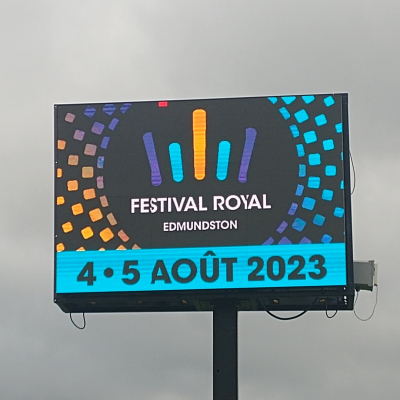 FESTIVAL ROYAL
EDMUNDSTON
4 • 5 AOÛT 2023